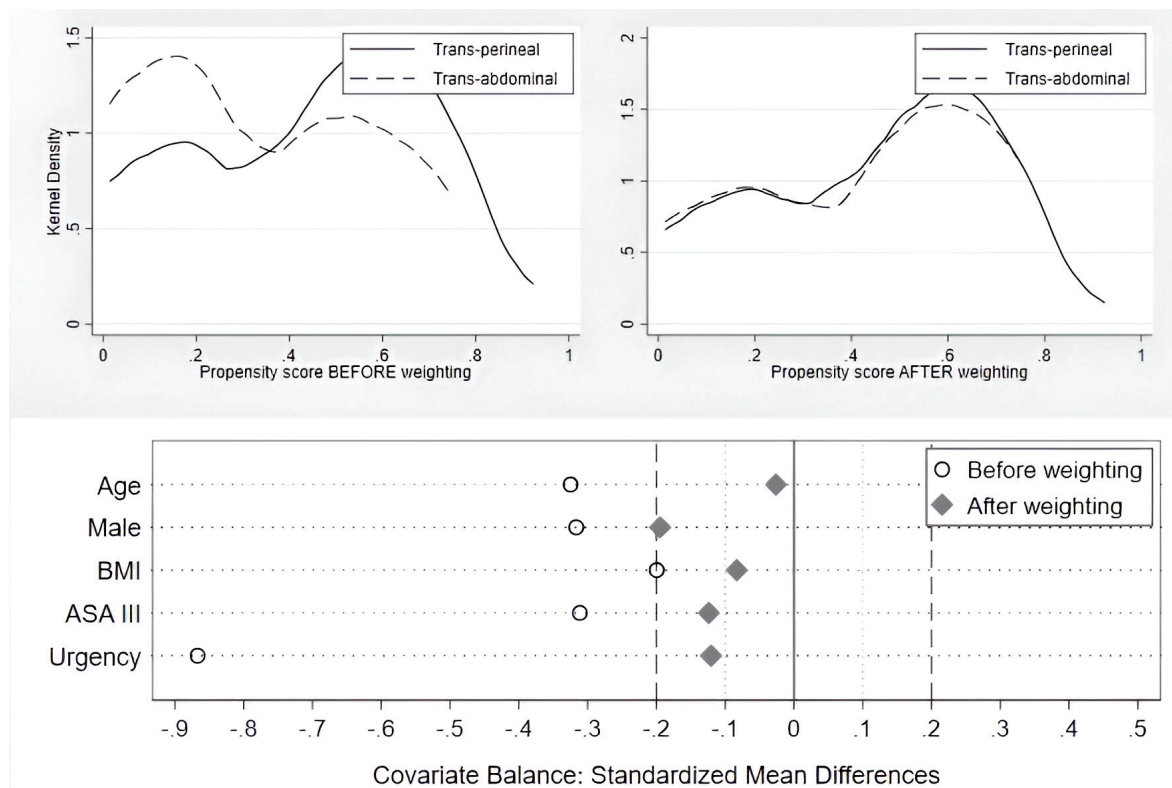 Trans-perineal
Trans-abdominal
Kernel Density
0 .5 1 1.5
0 .2 .4 .6 .8 1
Propensity score BEFORE weighting
Trans-perineal
Trans-abdominal
0 .5 1 1.5 2
0 .2 .4 .6 .8 1
Propensity score AFTER weighting
Before weighting
After weighting
Age
Male
BMI
ASA III
Urgency
-.9 -.8 -.7 -.6 -.5 -.4 -.3 -.2 -.1 0 .1 .2 .3 .4 .5
Covariate Balance: Standardized Mean Differences